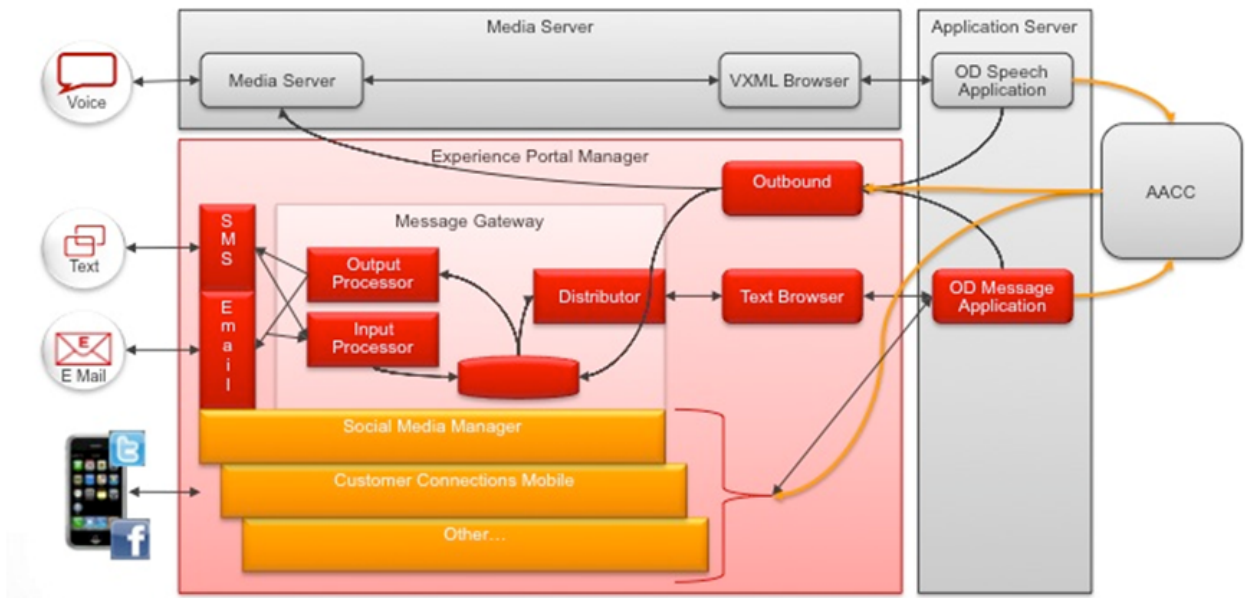 Media Server
Application Server
Voice
Media Server
VXML Browser
OD Speech
Application
AACC
Experience Portal Manager
Outbound
Text
S
M
S
Message Gateway
Output
Processor
Distributor
Text Browser
OD Message
Application
E
E Mail
E
m
a
i
l
Input
Processor
Social Media Manager
Customer Connections Mobile
Other...
t
f